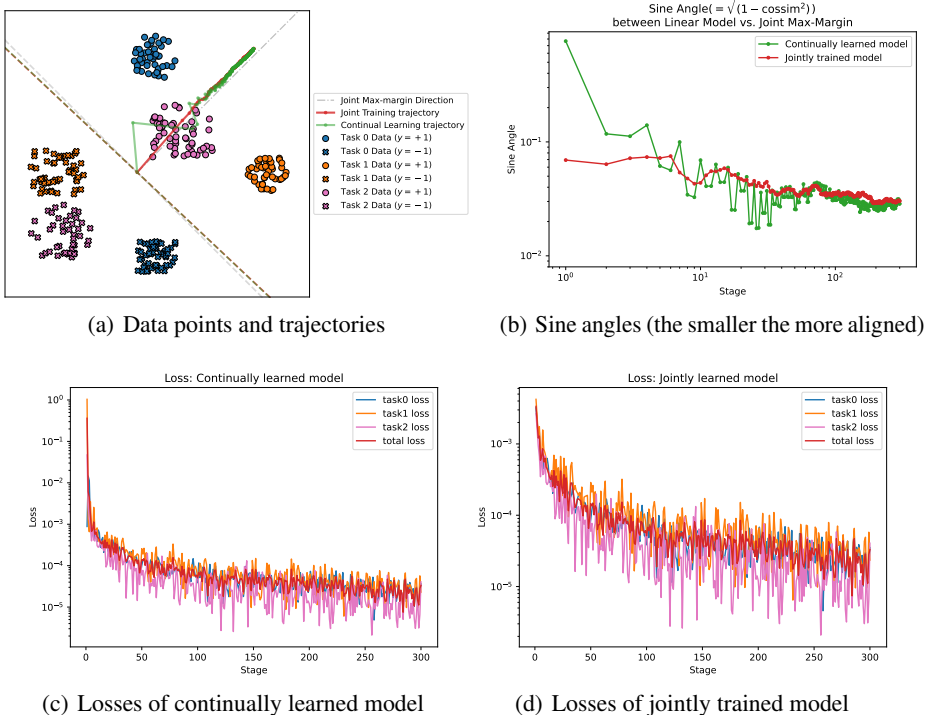 Joint Max-margin Direction
Joint Training trajectory
Continual Learning trajectory
Task 0 Data (y = +1)
Task 0 Data (y = −1)
Task 1 Data (y = +1)
Task 1 Data (y = −1)
Task 2 Data (y = +1)
Task 2 Data (y = −1)
(a) Data points and trajectories
Sine Angle(= √(1 − cossim²))
between Linear Model vs. Joint Max-Margin
Continually learned model
Jointly trained model
Sine Angle
10⁻¹
10⁻²
10⁰ 10¹ 10²
Stage
(b) Sine angles (the smaller the more aligned)
Loss: Continually learned model
task0 loss
task1 loss
task2 loss
total loss
Loss
10⁰
10⁻¹
10⁻²
10⁻³
10⁻⁴
10⁻⁵
0 50 100 150 200 250 300
Stage
(c) Losses of continually learned model
Loss: Jointly learned model
task0 loss
task1 loss
task2 loss
total loss
Loss
10⁻³
10⁻⁴
10⁻⁵
0 50 100 150 200 250 300
Stage
(d) Losses of jointly trained model